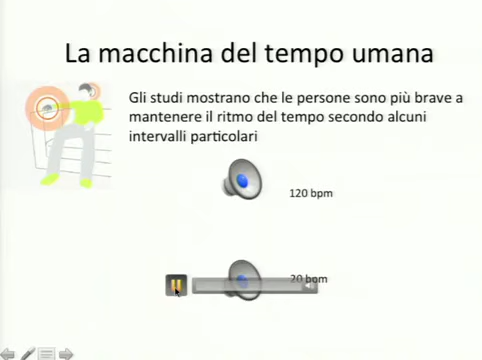 La macchina del tempo umana
Gli studi mostrano che le persone sono più brave a
mantenere il ritmo del tempo secondo alcuni
intervalli particolari
120 bpm
20 bpm